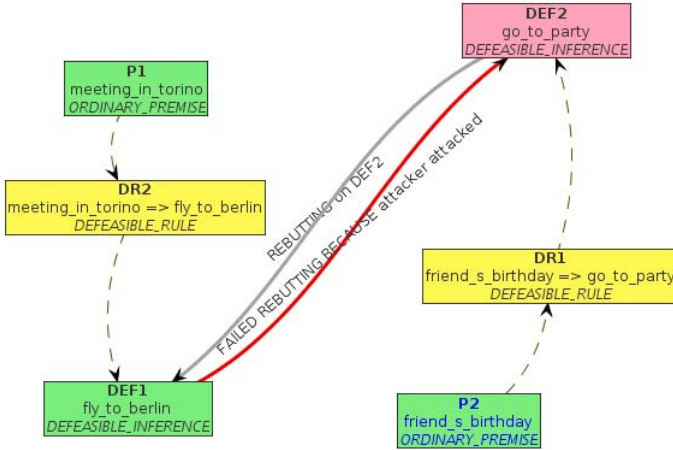 DEF2
go_to_party
DEFEASIBLE_INFERENCE
P1
meeting_in_torino
ORDINARY_PREMISE
DR2
meeting_in_torino => fly_to_berlin
DEFEASIBLE_RULE
REBUTTING on DEF2
FAILED REBUTTING BECAUSE attacker attacked
DR1
friend_s_birthday => go_to_party
DEFEASIBLE_RULE
DEF1
fly_to_berlin
DEFEASIBLE_INFERENCE
P2
friend_s_birthday
ORDINARY_PREMISE